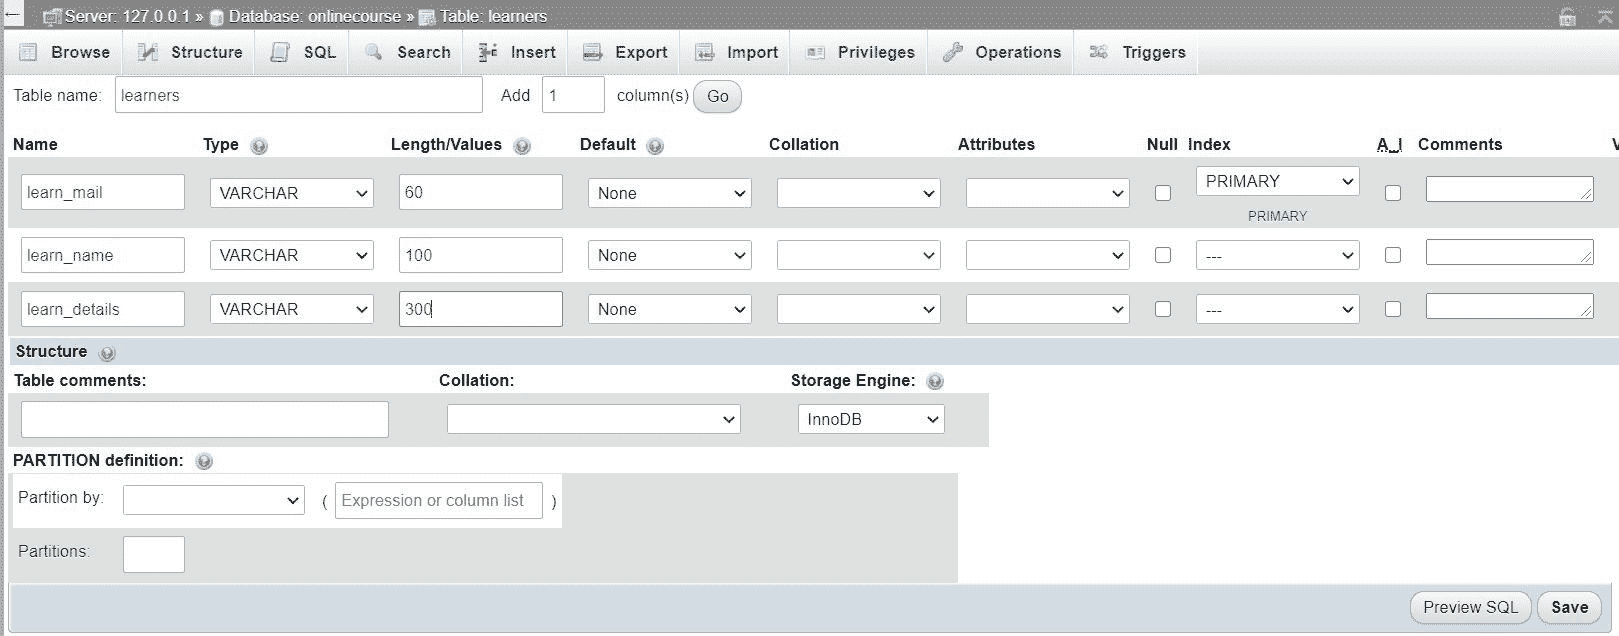 ← Server: 127.0.0.1 » Database: onlinecourse » Table: learners
Browse Structure SQL Search Insert Export Import Privileges Operations Triggers
Table name: learners Add 1 column(s) Go
Name Type Length/Values Default Collation Attributes Null Index A_I Comments V
learn_mail VARCHAR 60 None PRIMARY
PRIMARY
learn_name VARCHAR 100 None ---
learn_details VARCHAR 300 None ---
Structure
Table comments: Collation: Storage Engine:
InnoDB
PARTITION definition:
Partition by: ( Expression or column list )
Partitions:
Preview SQL Save